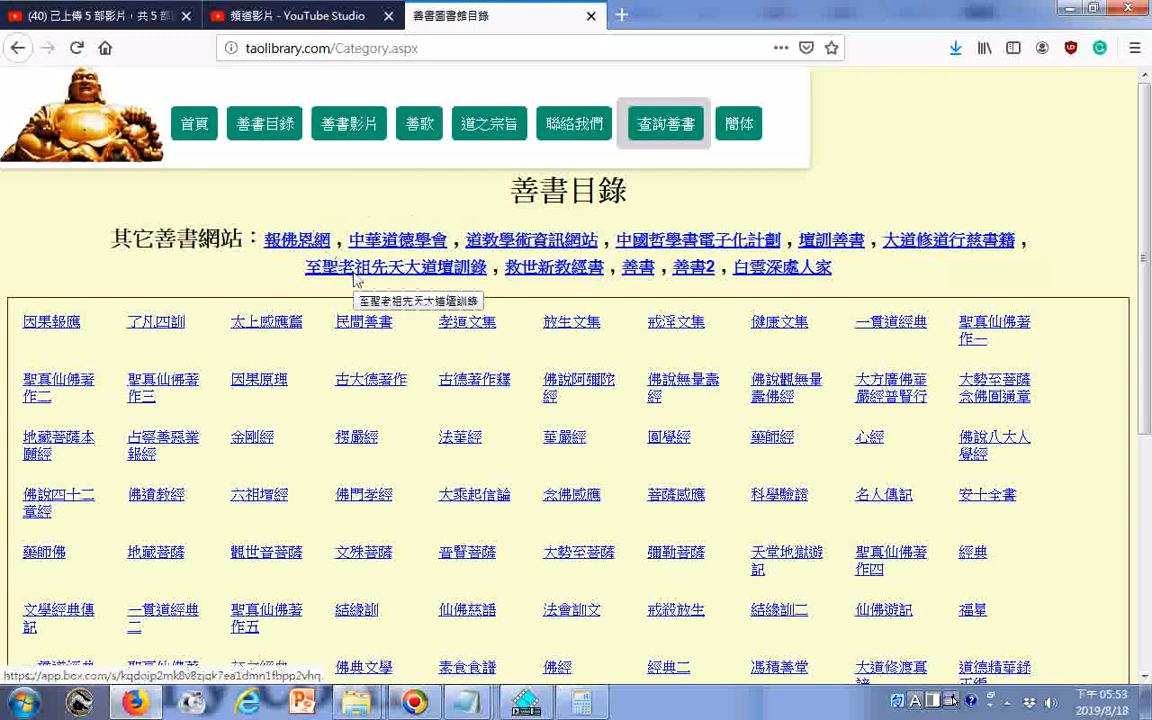 (40) 已上傳 5 部影片，共 5 部
頻道影片 - YouTube Studio
善書圖書館目錄
taolibrary.com/Category.aspx
首頁
善書目錄
善書影片
善歌
道之宗旨
聯絡我們
查詢善書
簡体
善書目錄
其它善書網站：報佛恩網，中華道德學會，道教學術資訊網站，中國哲學書電子化計劃，壇訓善書，大道修道行慈書籍，
至聖老祖先天大道壇訓錄，救世新教經書，善書，善書2，白雲深處人家
至聖老祖先天大道壇訓錄
因果報應 了凡四訓 太上感應篇 民間善書 孝道文集 放生文集 戒淫文集 健康文集 一貫道經典 聖真仙佛著
作一
聖真仙佛著 聖真仙佛著 因果原理 古大德著作 古德著作釋 佛說阿彌陀 佛說無量壽 佛說觀無量 大方廣佛華 大勢至菩薩
作二 作三 經 經 壽佛經 嚴經普賢行 念佛圓通章
地藏菩薩本 占察善惡業 金剛經 楞嚴經 法華經 華嚴經 圓覺經 藥師經 心經 佛說八大人
願經 報經 覺經
佛說四十二 佛遺教經 六祖壇經 佛門孝經 大乘起信論 念佛感應 菩薩感應 科學驗證 名人傳記 安士全書
章經
藥師佛 地藏菩薩 觀世音菩薩 文殊菩薩 普賢菩薩 大勢至菩薩 彌勒菩薩 天堂地獄遊 聖真仙佛著 經典
記 作四
文學經典傳 一貫道經典 聖真仙佛著 結緣訓 仙佛慈語 法會訓文 戒殺放生 結緣訓二 仙佛遊記 福星
記 二 作五
佛典文學 素食食譜 佛經 經典二 馮積善堂 大道修渡真 道德精華錄
https://app.box.com/s/kqdoip2mk8v8zjqk7ea1dmn1fbpp2vhq
下午 05:53
2019/8/18